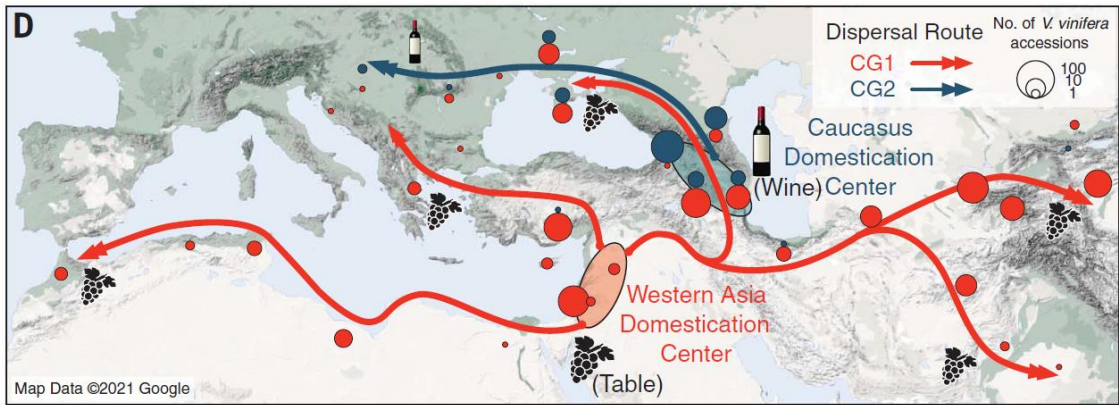 D
Dispersal Route
CG1
CG2
No. of V. vinifera
accessions
100
10
1
Caucasus
Domestication
Center
(Wine)
Western Asia
Domestication
Center
(Table)
Map Data ©2021 Google